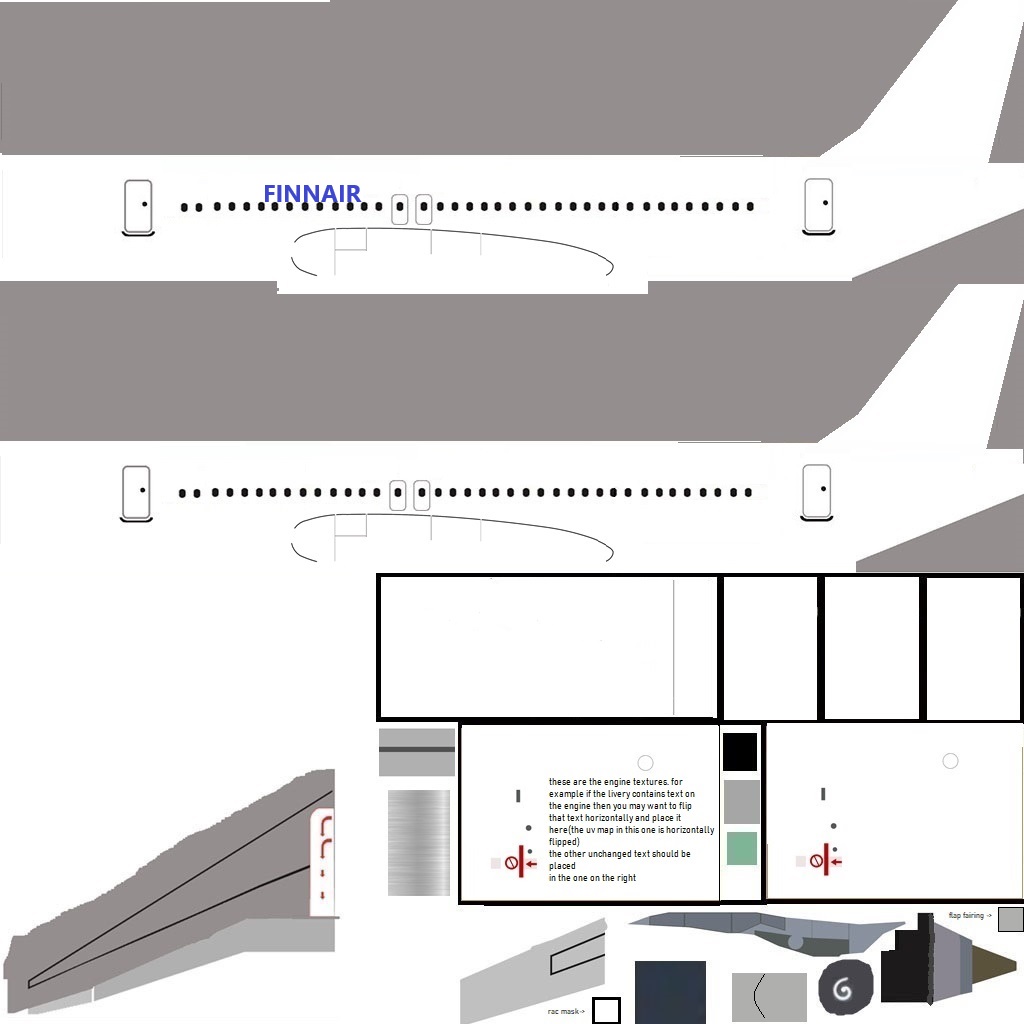 FINNAIR
these are the engine textures. for
example if the livery contains text on
the engine then you may want to flip
that text horizontally and place it
here(the uv map in this one is horizontally
flipped)
the other unchanged text should be
placed
in the one on the right
flap fairing ->
rac mask->